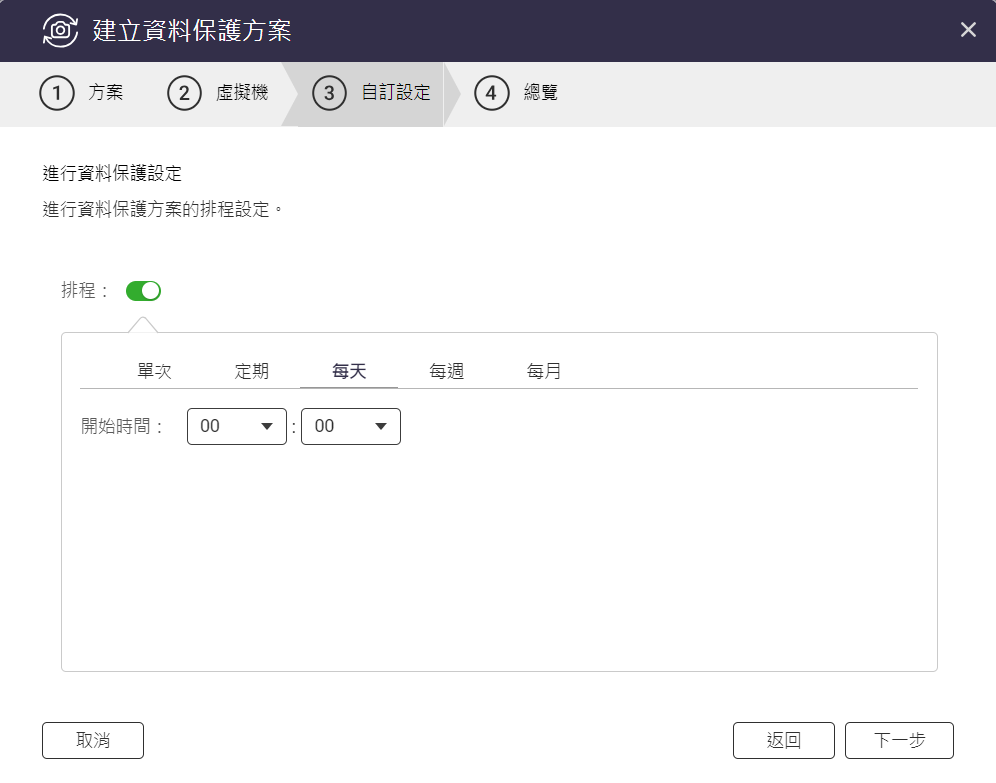 建立資料保護方案
1 方案 2 虛擬機 3 自訂設定 4 總覽
進行資料保護設定
進行資料保護方案的排程設定。
排程：
單次 定期 每天 每週 每月
開始時間： 00 : 00
取消 返回 下一步